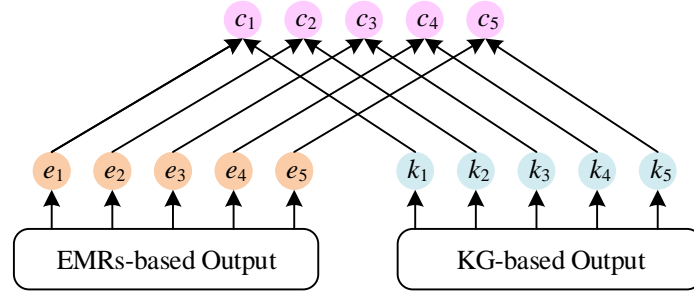 c1 c2 c3 c4 c5
e1 e2 e3 e4 e5 k1 k2 k3 k4 k5
EMRs-based Output KG-based Output